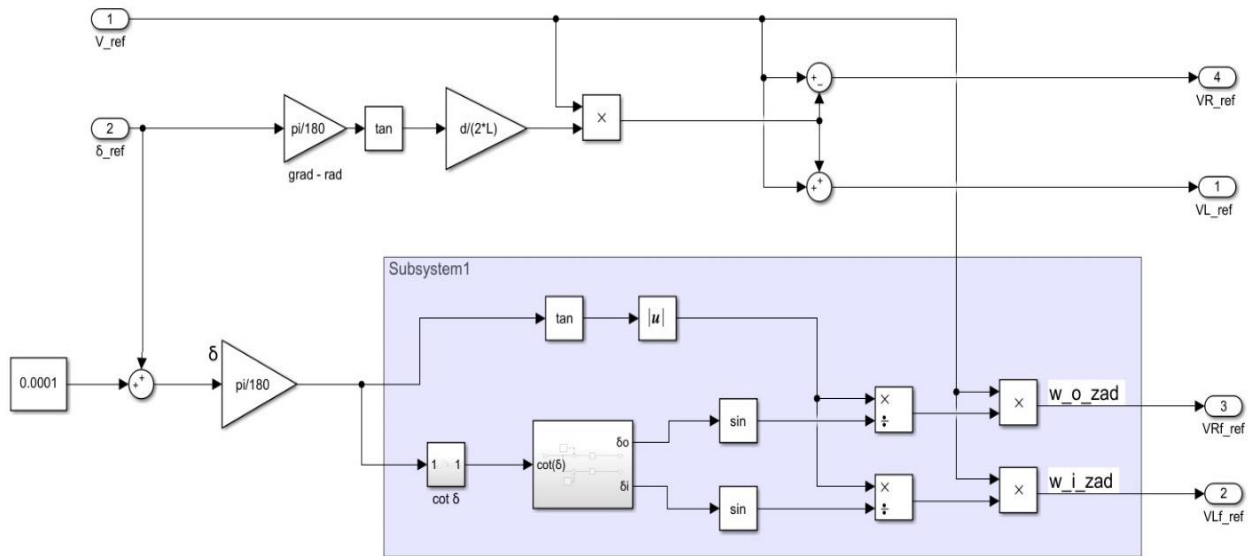 1
V_ref
2
δ_ref
pi/180
grad - rad
tan
d/(2*L)
×
+
−
4
VR_ref
+
+
1
VL_ref
Subsystem1
tan
|u|
0.0001
+
+
δ
pi/180
1 1
cot δ
cot(δ)
δo
δi
sin
sin
×
÷
×
÷
×
w_o_zad
3
VRf_ref
×
w_i_zad
2
VLf_ref